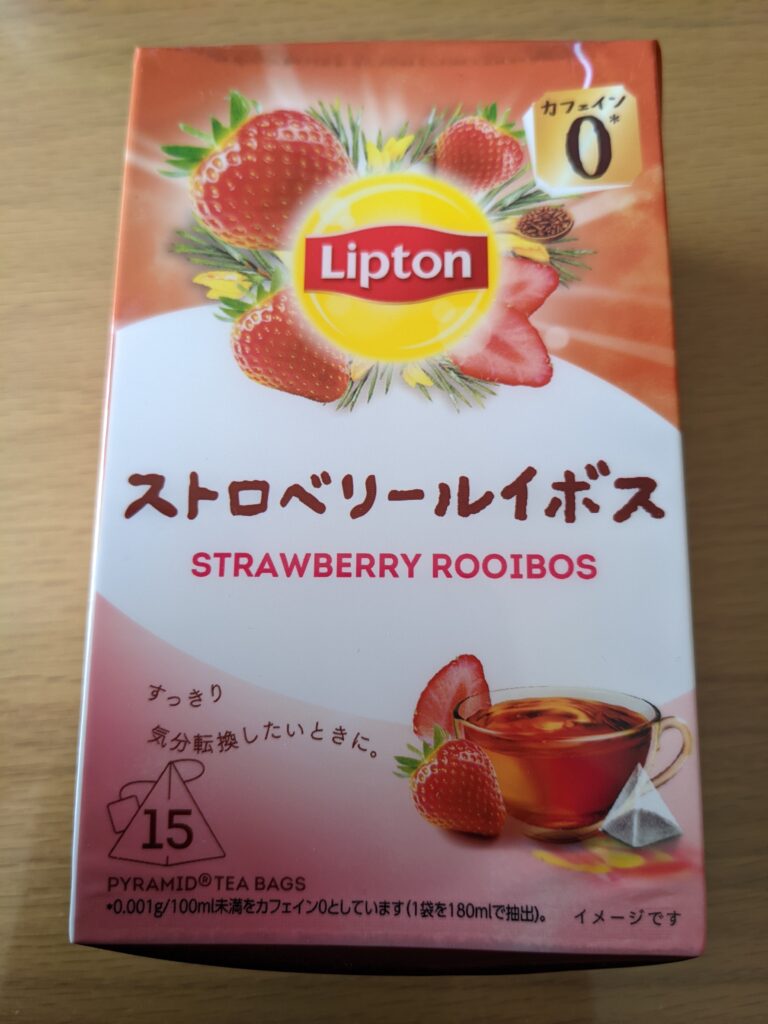 カフェイン
0*
Lipton
ストロベリールイボス
STRAWBERRY ROOIBOS
すっきり
気分転換したいときに。
15
PYRAMID® TEA BAGS
*0.001g/100ml未満をカフェイン0としています(1袋を180mlで抽出)。
イメージです